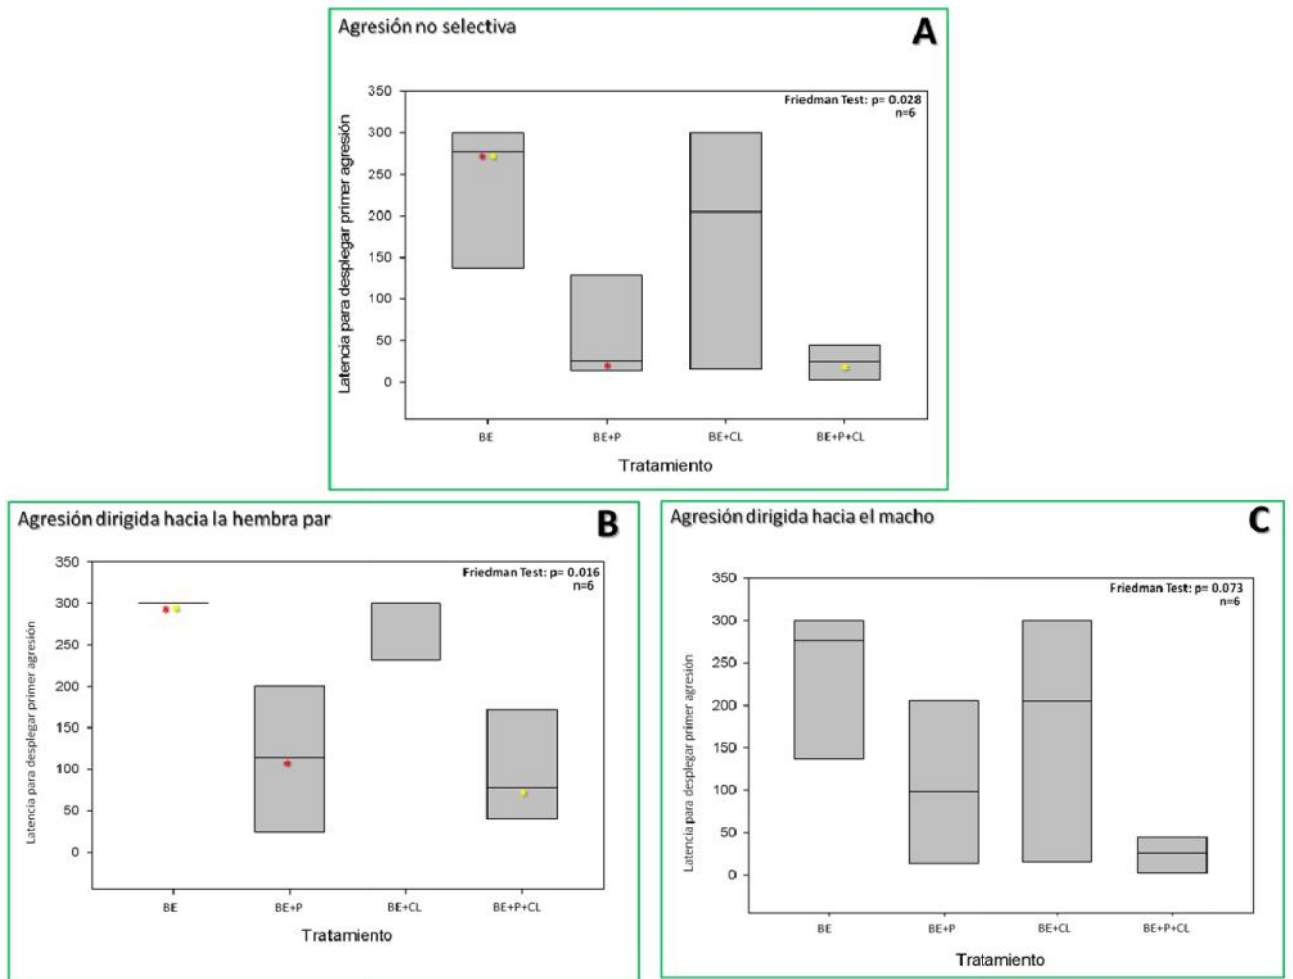 Agresión no selectiva
A
Friedman Test: p= 0.028
n=6
Latencia para desplegar primer agresión
350
300
250
200
150
100
50
0
BE
BE+P
BE+CL
BE+P+CL
Tratamiento
Agresión dirigida hacia la hembra par
B
Friedman Test: p= 0.016
n=6
Latencia para desplegar primer agresión
350
300
250
200
150
100
50
0
BE
BE+P
BE+CL
BE+P+CL
Tratamiento
Agresión dirigida hacia el macho
C
Friedman Test: p= 0.073
n=6
Latencia para desplegar primer agresión
350
300
250
200
150
100
50
0
BE
BE+P
BE+CL
BE+P+CL
Tratamiento